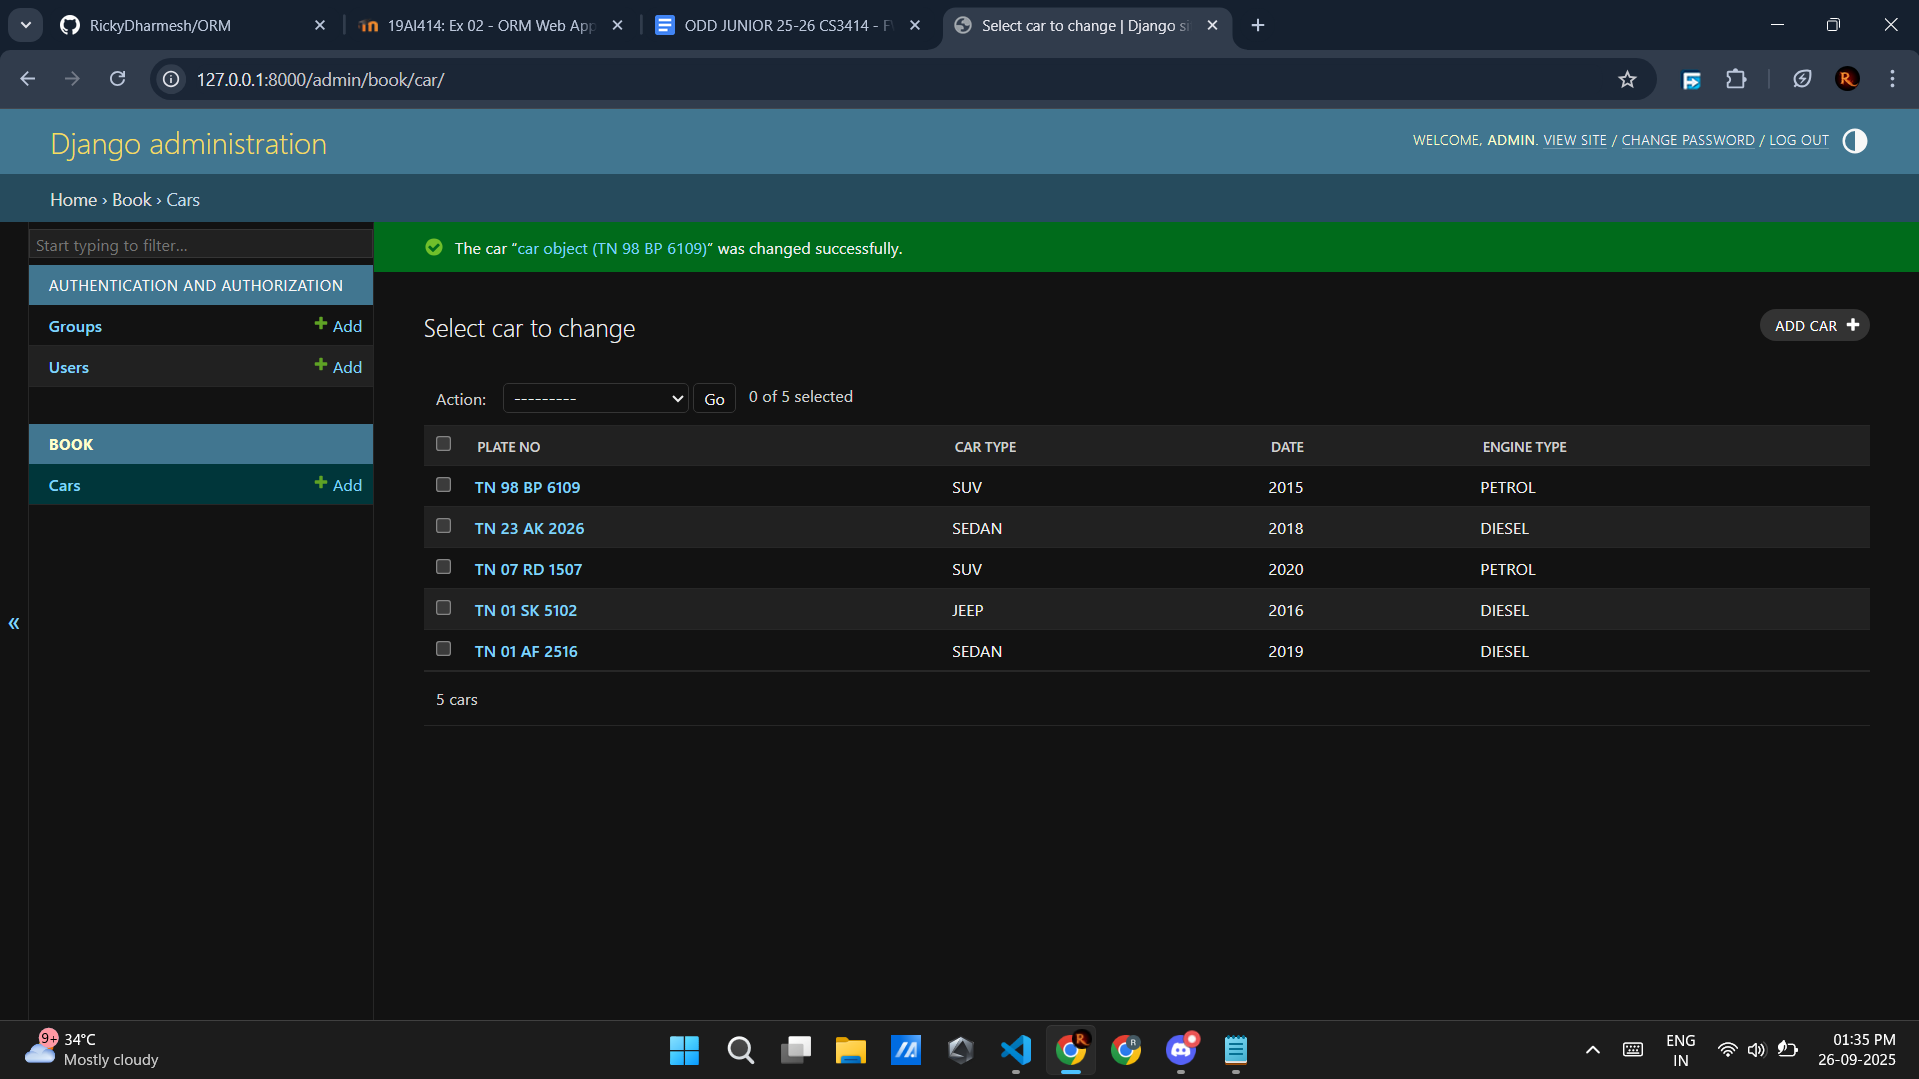 RickyDharmesh/ORM
19AI414: Ex 02 - ORM Web App
ODD JUNIOR 25-26 CS3414 - F
Select car to change | Django si
127.0.0.1:8000/admin/book/car/
Django administration
WELCOME, ADMIN. VIEW SITE / CHANGE PASSWORD / LOG OUT
Home › Book › Cars
Start typing to filter...
AUTHENTICATION AND AUTHORIZATION
Groups + Add
Users + Add
BOOK
Cars + Add
The car “car object (TN 98 BP 6109)” was changed successfully.
Select car to change
ADD CAR +
Action: --------- Go 0 of 5 selected
PLATE NO CAR TYPE DATE ENGINE TYPE
TN 98 BP 6109 SUV 2015 PETROL
TN 23 AK 2026 SEDAN 2018 DIESEL
TN 07 RD 1507 SUV 2020 PETROL
TN 01 SK 5102 JEEP 2016 DIESEL
TN 01 AF 2516 SEDAN 2019 DIESEL
5 cars
«
9+
34°C
Mostly cloudy
ENG
IN
01:35 PM
26-09-2025